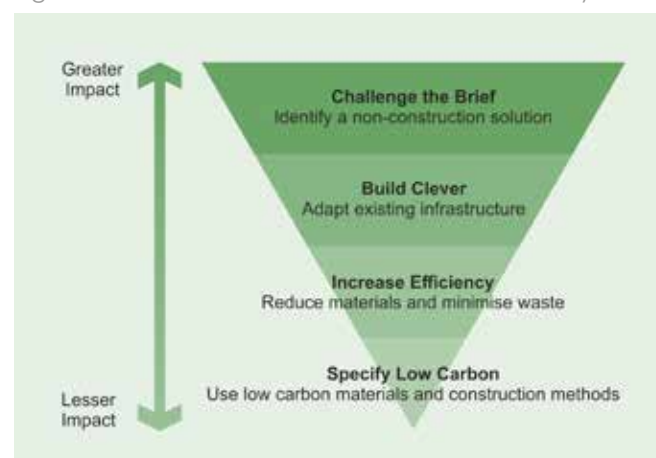 Greater
Impact
Challenge the Brief
Identify a non-construction solution
Build Clever
Adapt existing infrastructure
Increase Efficiency
Reduce materials and minimise waste
Specify Low Carbon
Use low carbon materials and construction methods
Lesser
Impact